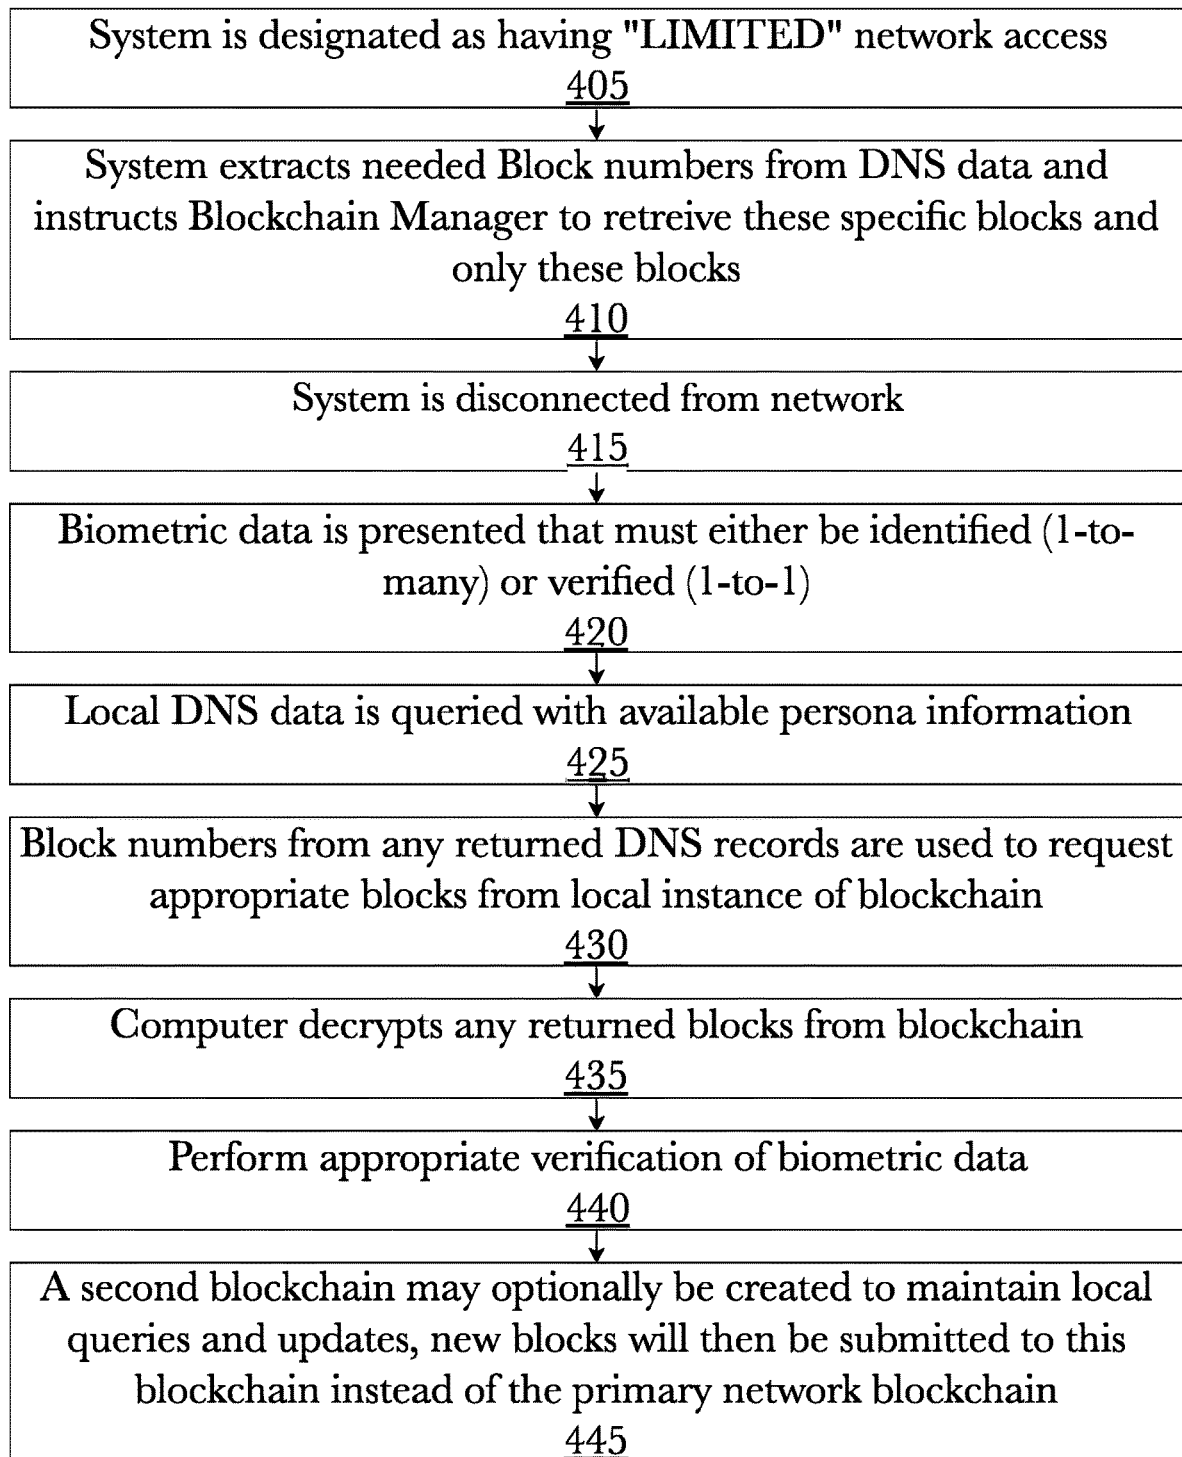 System is designated as having "LIMITED" network access
405
System extracts needed Block numbers from DNS data and
instructs Blockchain Manager to retreive these specific blocks and
only these blocks
410
System is disconnected from network
415
Biometric data is presented that must either be identified (1-to-
many) or verified (1-to-1)
420
Local DNS data is queried with available persona information
425
Block numbers from any returned DNS records are used to request
appropriate blocks from local instance of blockchain
430
Computer decrypts any returned blocks from blockchain
435
Perform appropriate verification of biometric data
440
A second blockchain may optionally be created to maintain local
queries and updates, new blocks will then be submitted to this
blockchain instead of the primary network blockchain
445